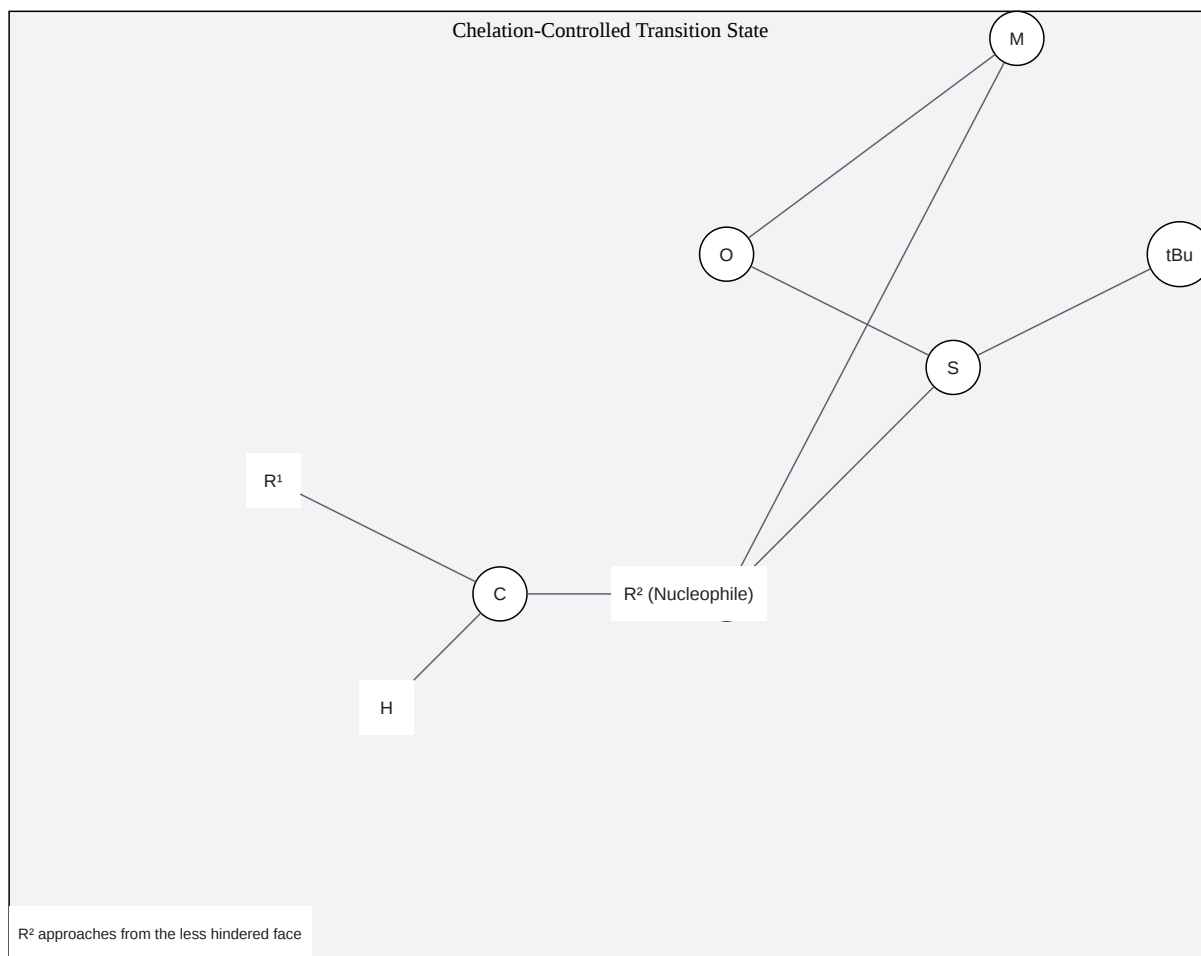 Chelation-Controlled Transition State
M
O
tBu
S
R¹
C
R² (Nucleophile)
H
R² approaches from the less hindered face